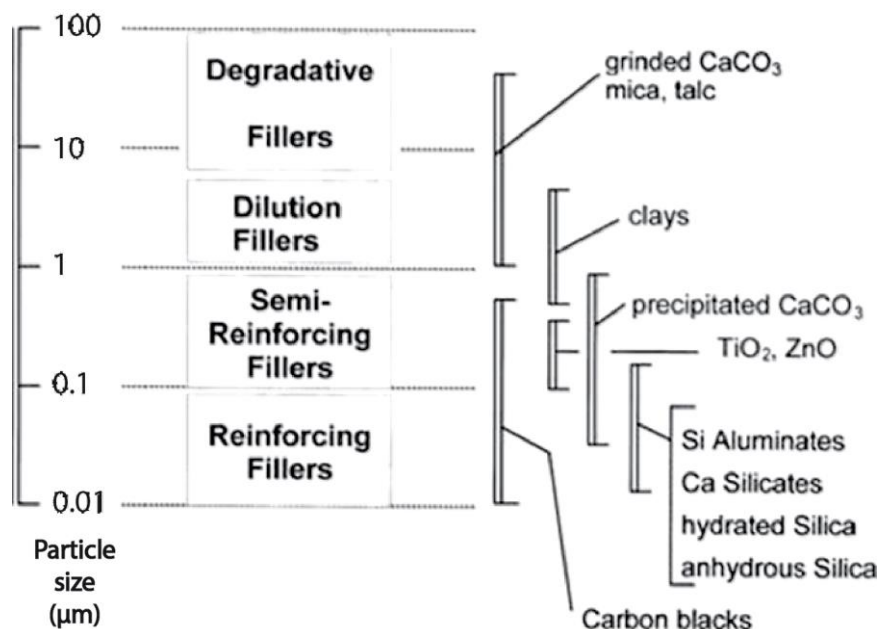 100
10
1
0.1
0.01
Particle
size
(µm)
Degradative
Fillers
Dilution
Fillers
Semi-
Reinforcing
Fillers
Reinforcing
Fillers
grinded CaCO₃
mica, talc
clays
precipitated CaCO₃
TiO₂, ZnO
Si Aluminates
Ca Silicates
hydrated Silica
anhydrous Silica
Carbon blacks